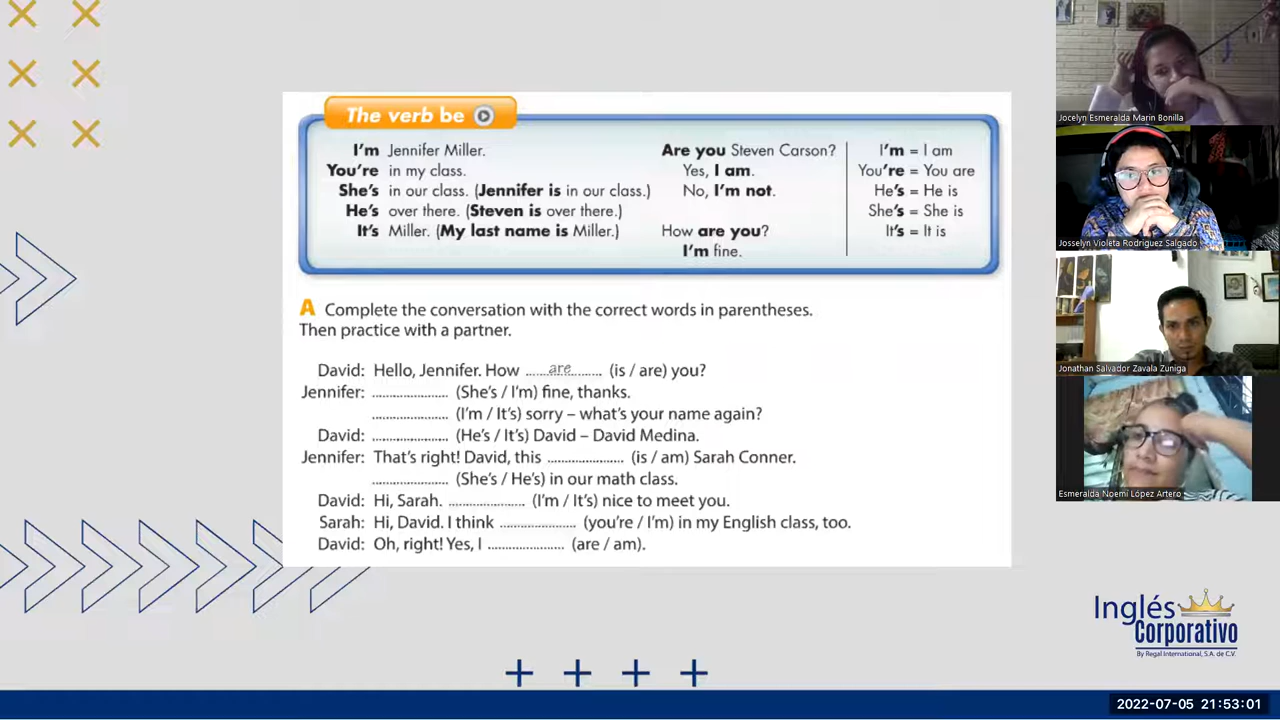 The verb be
I'm Jennifer Miller.
You're in my class.
She's in our class. (Jennifer is in our class.)
He's over there. (Steven is over there.)
It's Miller. (My last name is Miller.)
Are you Steven Carson?
Yes, I am.
No, I'm not.
How are you?
I'm fine.
I'm = I am
You're = You are
He's = He is
She's = She is
It's = It is
A Complete the conversation with the correct words in parentheses.
Then practice with a partner.
David: Hello, Jennifer. How ....are.... (is / are) you?
Jennifer: .................... (She's / I'm) fine, thanks.
.................... (I'm / It's) sorry – what's your name again?
David: .................... (He's / It's) David – David Medina.
Jennifer: That's right! David, this .................... (is / am) Sarah Conner.
.................... (She's / He's) in our math class.
David: Hi, Sarah. .................... (I'm / It's) nice to meet you.
Sarah: Hi, David. I think .................... (you're / I'm) in my English class, too.
David: Oh, right! Yes, I .................... (are / am).
Jocelyn Esmeralda Marin Bonilla
Josselyn Violeta Rodriguez Salgado
Jonathan Salvador Zavala Zuniga
Esmeralda Noemí López Artero
Inglés
Corporativo
By Regal International, S.A. de C.V.
2022-07-05 21:53:01